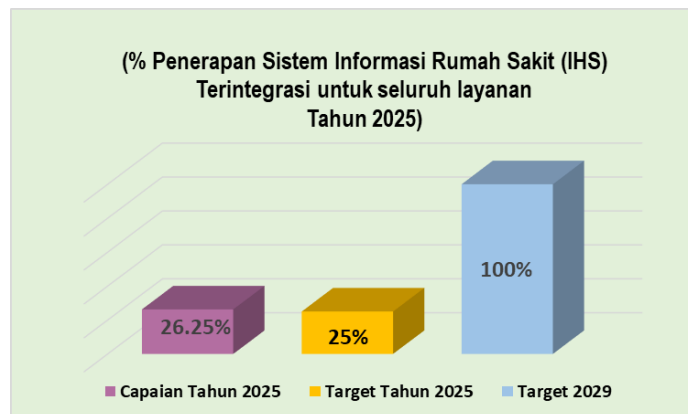 (% Penerapan Sistem Informasi Rumah Sakit (IHS)
Terintegrasi untuk seluruh layanan
Tahun 2025)
26.25%
25%
100%
Capaian Tahun 2025
Target Tahun 2025
Target 2029